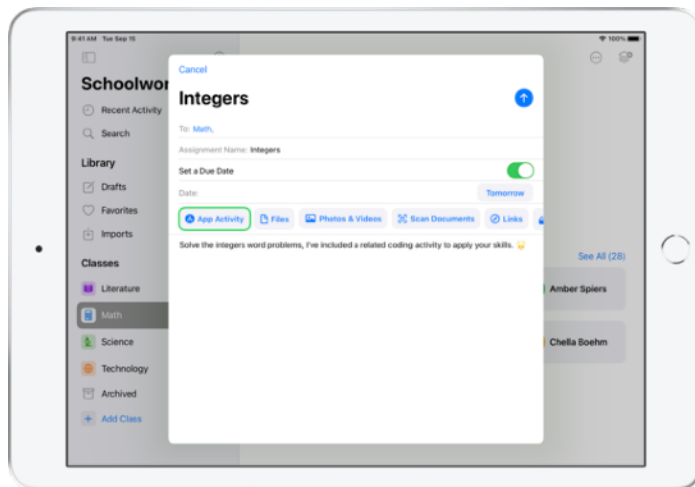 9:41 AM Tue Sep 15
100%
Schoolwor
Recent Activity
Search
Library
Drafts
Favorites
Imports
Classes
Literature
Math
Science
Technology
Archived
Add Class
Cancel
Integers
To: Math,
Assignment Name: Integers
Set a Due Date
Date:
Tomorrow
App Activity Files Photos & Videos Scan Documents Links
Solve the integers word problems, I've included a related coding activity to apply your skills.
See All (28)
Amber Spiers
Chella Boehm